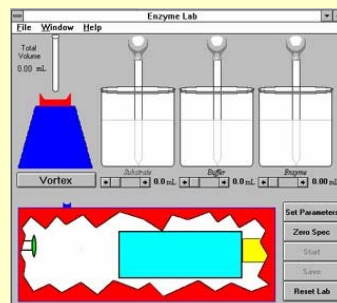 Enzyme Lab
File Window Help
Total
Volume
0.00 mL
Substrate Buffer Enzyme
0.0 mL 0.0 mL 0.00 mL
Vortex
Set Parameters
Zero Spec
Start
Save
Reset Lab